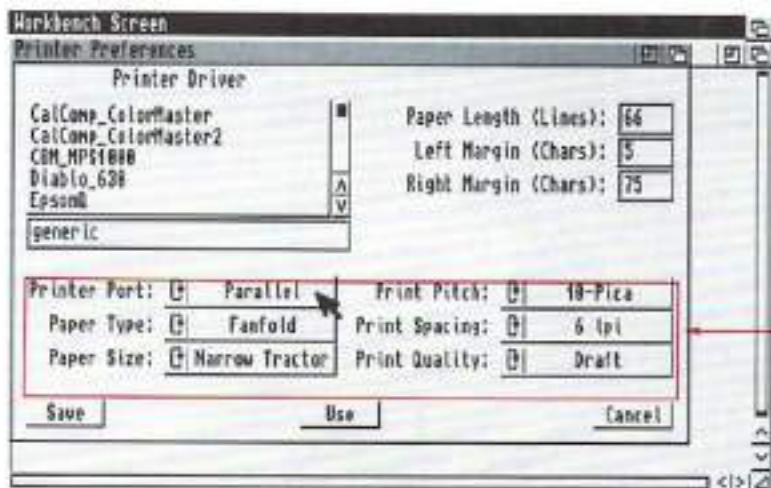 Workbench Screen
Printer Preferences
Printer Driver
CalComp_ColorMaster
CalComp_ColorMaster2
CBM_MPS1000
Diablo_630
EpsonQ
generic
Paper Length (Lines): 66
Left Margin (Chars): 5
Right Margin (Chars): 75
Printer Port: Parallel
Print Pitch: 10-Pica
Paper Type: Fanfold
Print Spacing: 6 lpi
Paper Size: Narrow Tractor
Print Quality: Draft
Save
Use
Cancel